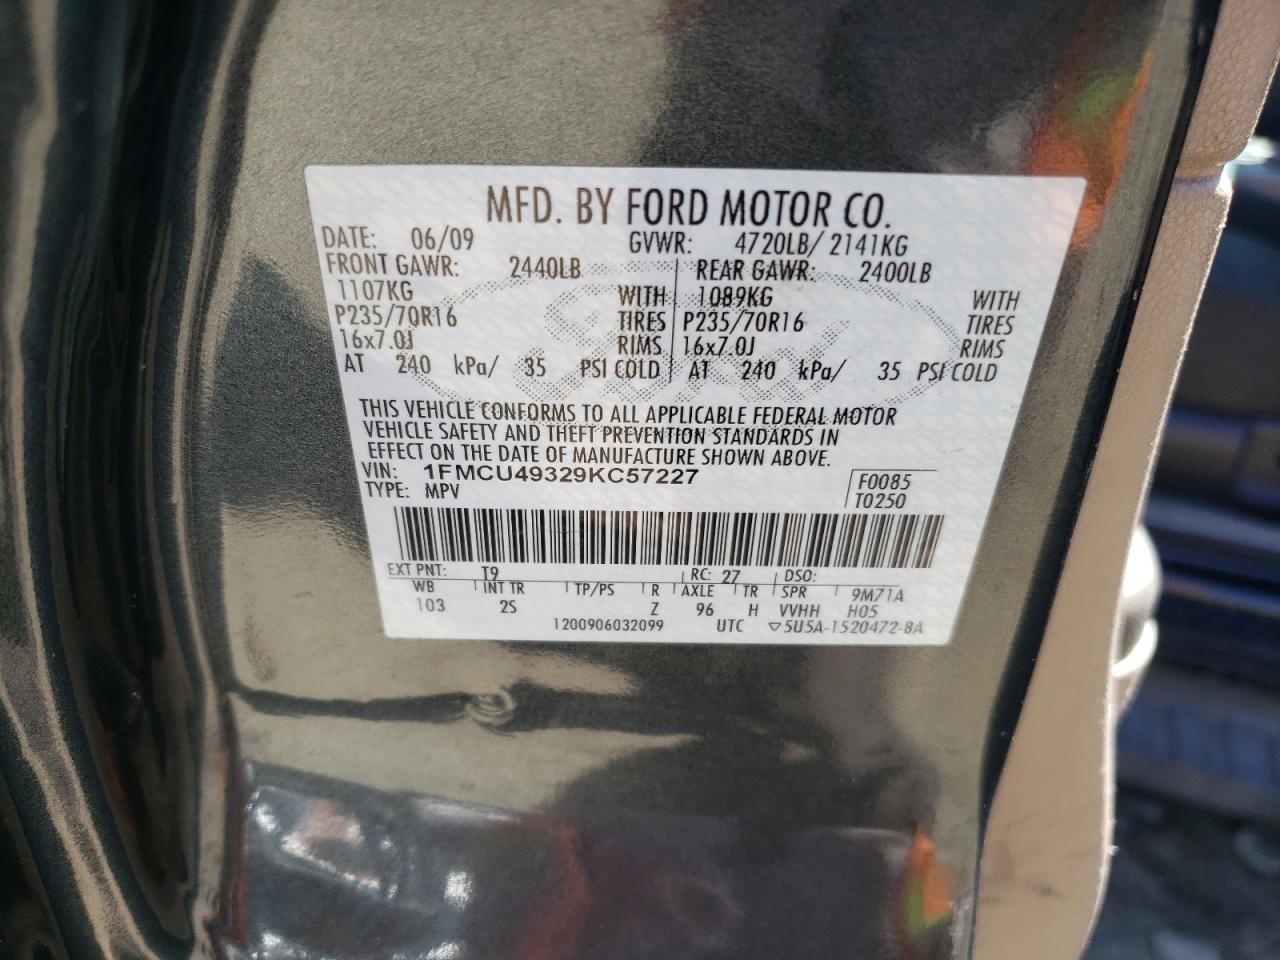 MFD. BY FORD MOTOR CO.
DATE: 06/09 GVWR: 4720LB/ 2141KG
FRONT GAWR: 2440LB REAR GAWR: 2400LB
1107KG WITH 1089KG WITH
P235/70R16 TIRES P235/70R16 TIRES
16x7.0J RIMS 16x7.0J RIMS
AT 240 kPa/ 35 PSI COLD AT 240 kPa/ 35 PSI COLD
THIS VEHICLE CONFORMS TO ALL APPLICABLE FEDERAL MOTOR
VEHICLE SAFETY AND THEFT PREVENTION STANDARDS IN
EFFECT ON THE DATE OF MANUFACTURE SHOWN ABOVE.
VIN: 1FMCU49329KC57227 F0085
TYPE: MPV T0250
EXT PNT: T9 RC: 27 DSO:
WB INT TR TP/PS R AXLE TR SPR 9M71A
103 2S Z 96 H VVHH H05
1200906032099 UTC ▽5U5A-1520472-BA